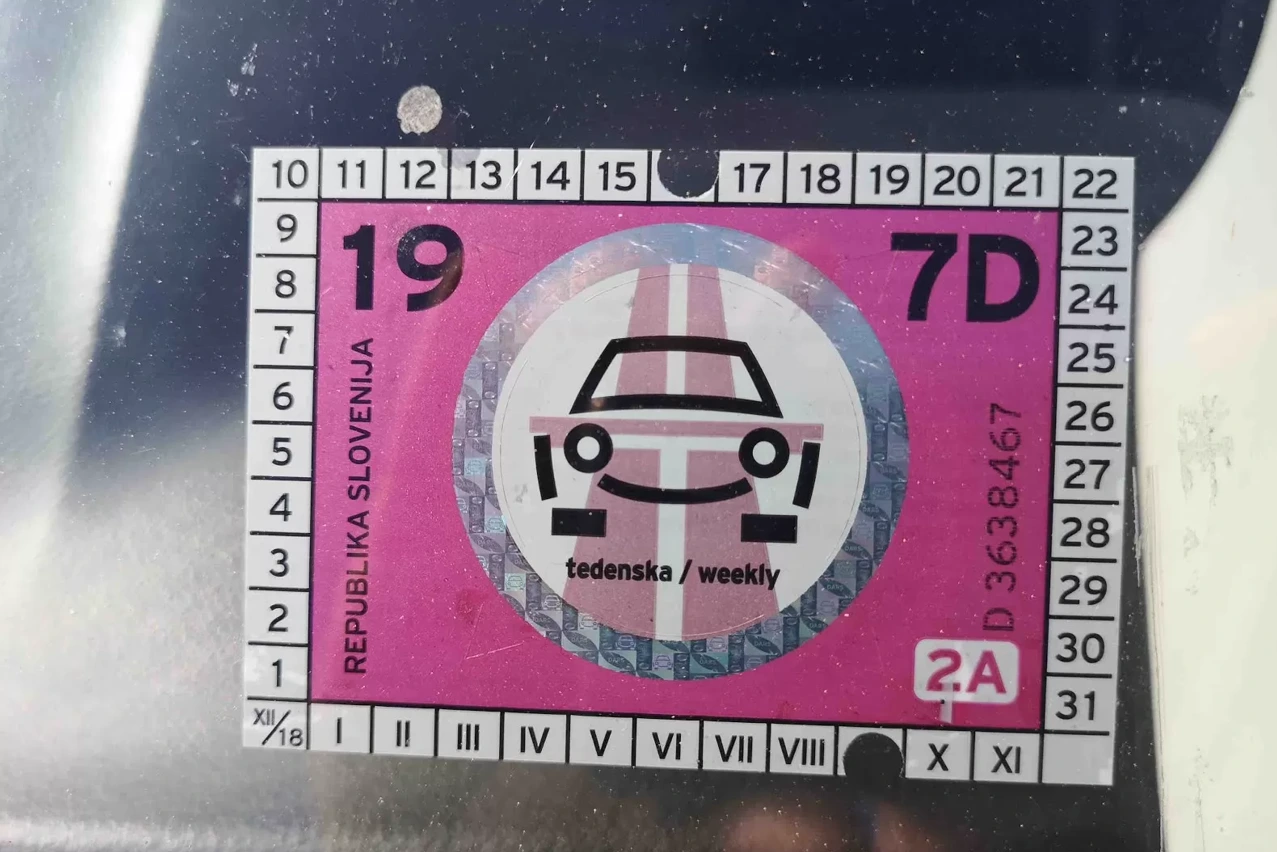 10 11 12 13 14 15 17 18 19 20 21 22
9 23
8 24
7 25
6 26
5 27
4 28
3 29
2 30
1 31
XII/18 I II III IV V VI VII VIII X XI
19 7D
REPUBLIKA SLOVENIJA
tedenska / weekly
D 3638467
2A